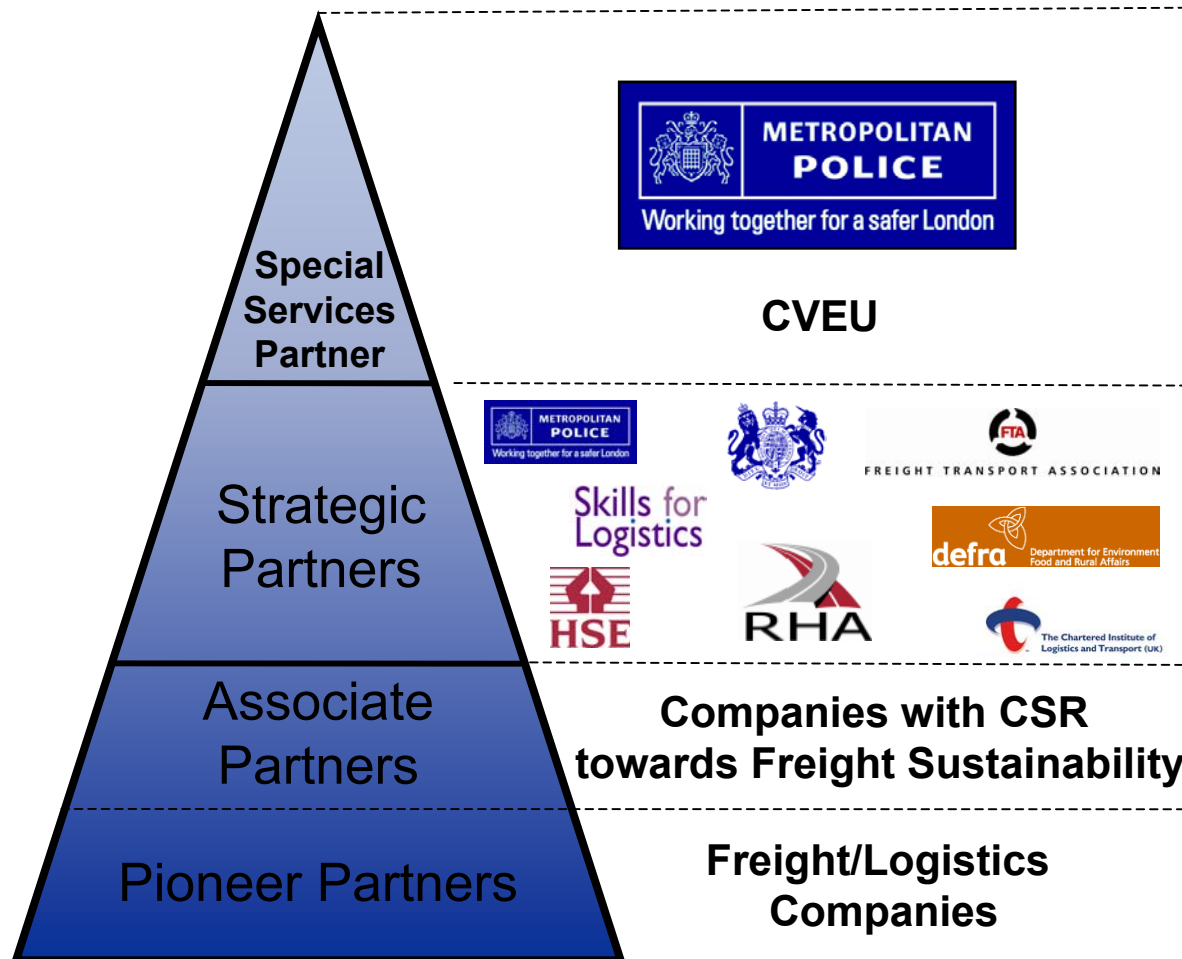 METROPOLITAN
POLICE
Working together for a safer London
Special
Services
Partner
CVEU
METROPOLITAN
POLICE
Working together for a safer London
FTA
FREIGHT TRANSPORT ASSOCIATION
Strategic
Partners
Skills for
Logistics
defra
Department for Environment
Food and Rural Affairs
HSE
RHA
The Chartered Institute of
Logistics and Transport (UK)
Associate
Partners
Companies with CSR
towards Freight Sustainability
Pioneer Partners
Freight/Logistics
Companies